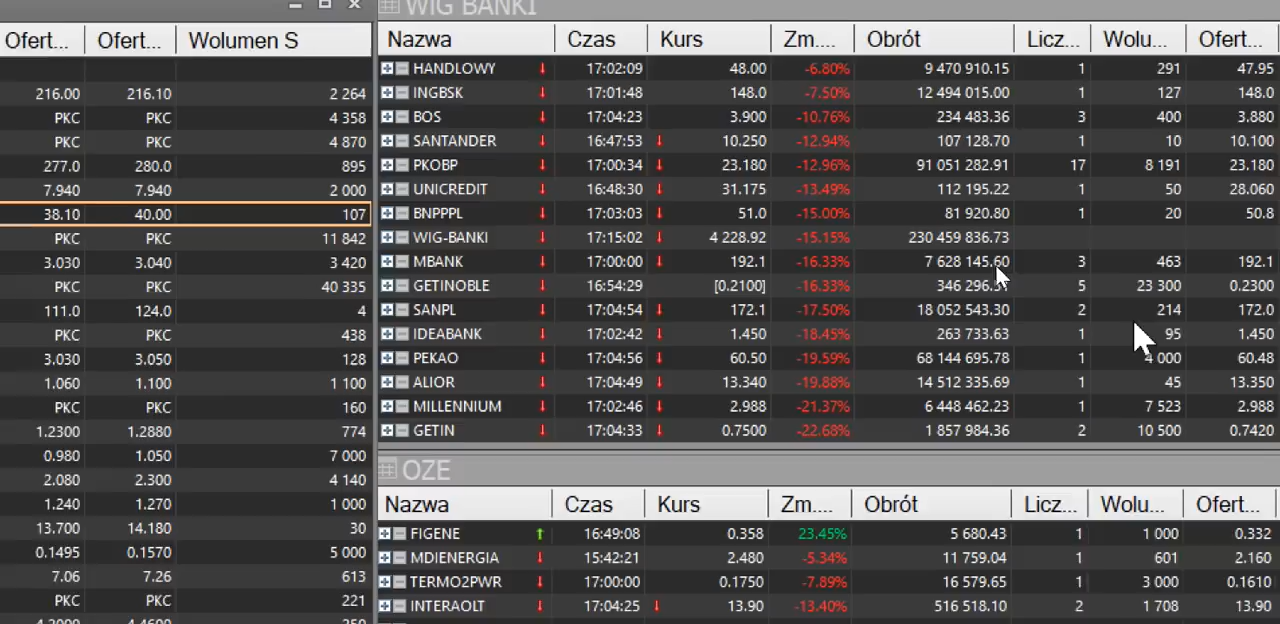 Ofert... Ofert... Wolumen S
216.00 216.10 2 264
PKC PKC 4 358
PKC PKC 4 870
277.0 280.0 895
7.940 7.940 2 000
38.10 40.00 107
PKC PKC 11 842
3.030 3.040 3 420
PKC PKC 40 335
111.0 124.0 4
PKC PKC 438
3.030 3.050 128
1.060 1.100 1 100
PKC PKC 160
1.2300 1.2880 774
0.980 1.050 7 000
2.080 2.300 4 140
1.240 1.270 1 000
13.700 14.180 30
0.1495 0.1570 5 000
7.06 7.26 613
PKC PKC 221
WIG BANKI
Nazwa Czas Kurs Zm.... Obrót Licz... Wolu... Ofert...
HANDLOWY 17:02:09 48.00 -6.80% 9 470 910.15 1 291 47.95
INGBSK 17:01:48 148.0 -7.50% 12 494 015.00 1 127 148.0
BOS 17:04:23 3.900 -10.76% 234 483.36 3 400 3.880
SANTANDER 16:47:53 10.250 -12.94% 107 128.70 1 10 10.100
PKOBP 17:00:34 23.180 -12.96% 91 051 282.91 17 8 191 23.180
UNICREDIT 16:48:30 31.175 -13.49% 112 195.22 1 50 28.060
BNPPPL 17:03:03 51.0 -15.00% 81 920.80 1 20 50.8
WIG-BANKI 17:15:02 4 228.92 -15.15% 230 459 836.73
MBANK 17:00:00 192.1 -16.33% 7 628 145.60 3 463 192.1
GETINOBLE 16:54:29 [0.2100] -16.33% 5 23 300 0.2300
SANPL 17:04:54 172.1 -17.50% 18 052 543.30 2 214 172.0
IDEABANK 17:02:42 1.450 -18.45% 263 733.63 1 95 1.450
PEKAO 17:04:56 60.50 -19.59% 68 144 695.78 1 4 000 60.48
ALIOR 17:04:49 13.340 -19.88% 14 512 335.69 1 45 13.350
MILLENNIUM 17:02:46 2.988 -21.37% 6 448 462.23 1 7 523 2.988
GETIN 17:04:33 0.7500 -22.68% 1 857 984.36 2 10 500 0.7420
OZE
Nazwa Czas Kurs Zm.... Obrót Licz... Wolu... Ofert...
FIGENE 16:49:08 0.358 23.45% 5 680.43 1 1 000 0.332
MDIENERGIA 15:42:21 2.480 -5.34% 11 759.04 1 601 2.160
TERMO2PWR 17:00:00 0.1750 -7.89% 16 579.65 1 3 000 0.1610
INTERAOLT 17:04:25 13.90 -13.40% 516 518.10 2 1 708 13.90